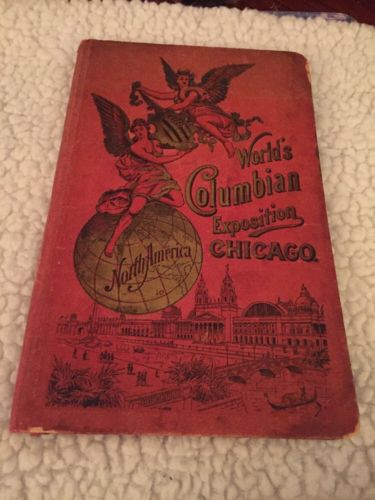 World's
Columbian
Exposition
CHICAGO.
North America